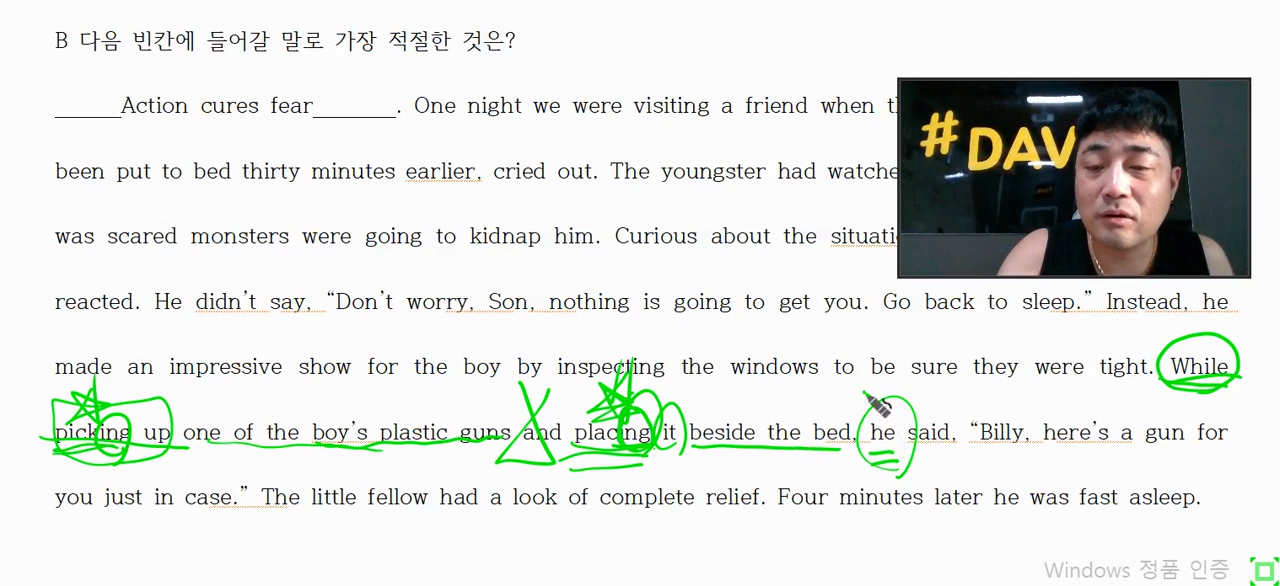 B 다음 빈칸에 들어갈 말로 가장 적절한 것은?
______Action cures fear_______. One night we were visiting a friend when
#DAV
been put to bed thirty minutes earlier, cried out. The youngster had
was scared monsters were going to kidnap him. Curious about the
reacted. He didn't say, “Don't worry, Son, nothing is going to get you. Go back to sleep.” Instead, he
made an impressive show for the boy by inspecting the windows to be sure they were tight. While
picking up one of the boy's plastic guns and placing it beside the bed, he said, “Billy, here's a gun for
you just in case.” The little fellow had a look of complete relief. Four minutes later he was fast asleep.
Windows 정품 인증